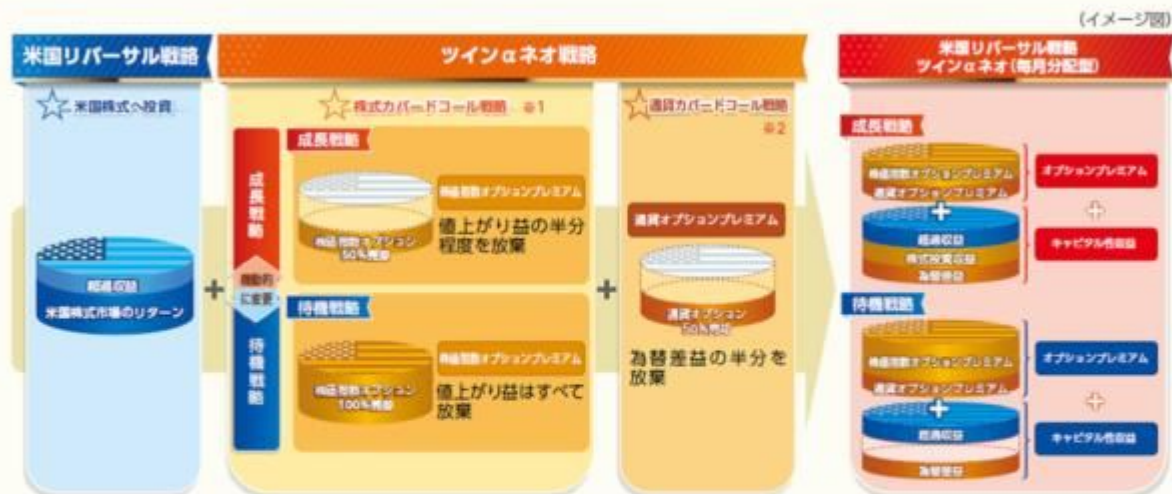 (イメージ図)
米国リバーサル戦略
ツインαネオ戦略
米国リバーサル戦略
ツインαネオ(毎月分配型)
米国株式へ投資
超過収益
米国株式市場のリターン
+
株式カバードコール戦略 ※1
成長戦略
機動的
に変更
待機戦略
成長戦略
株価指数オプション
50%売却
株価指数オプションプレミアム
値上がり益の半分
程度を放棄
待機戦略
株価指数オプション
100%売却
株価指数オプションプレミアム
値上がり益はすべて
放棄
+
通貨カバードコール戦略
※2
通貨オプションプレミアム
通貨オプション
50%売却
為替差益の半分を
放棄
成長戦略
株価指数オプションプレミアム
通貨オプションプレミアム
+
超過収益
株式投資収益
為替差益
オプションプレミアム
+
キャピタル性収益
待機戦略
株価指数オプションプレミアム
通貨オプションプレミアム
+
超過収益
為替差益
オプションプレミアム
+
キャピタル性収益